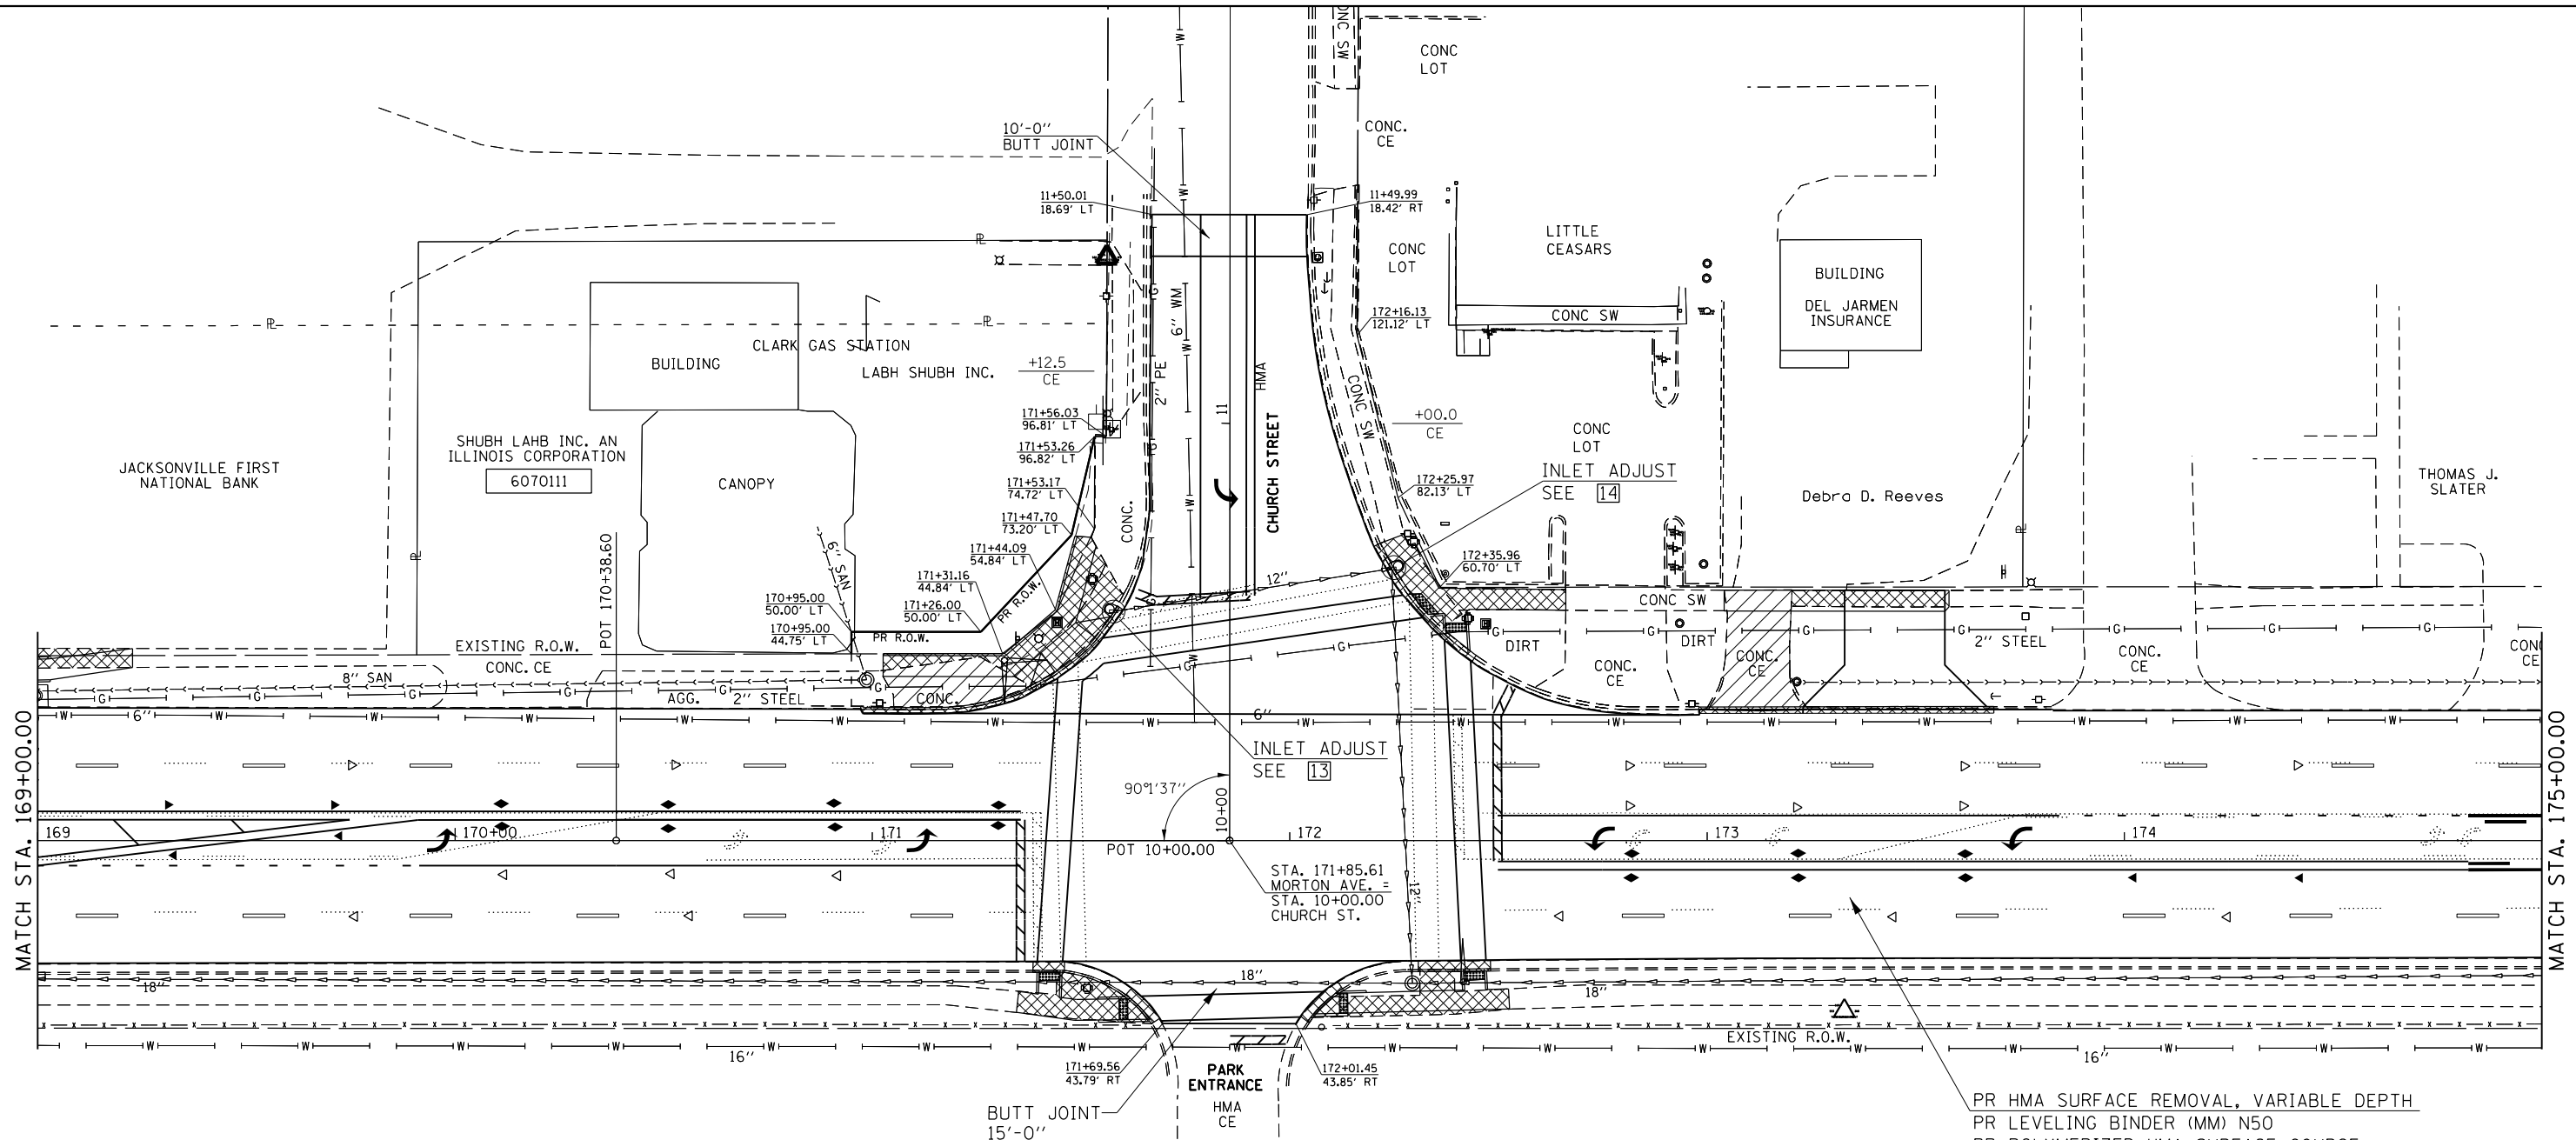 CONC SW
CONC
LOT
10'-0"
BUTT JOINT
CONC.
CE
11+50.01
18.69' LT
11+49.99
18.42' RT
LITTLE
CEASARS
CONC
LOT
BUILDING
DEL JARMEN
INSURANCE
6" WM
172+16.13
121.12' LT
CONC SW
CLARK GAS STATION
BUILDING
LABH SHUBH INC.
+12.5
CE
2" PE
HMA
11
CHURCH STREET
CONC SW
+00.0
CE
171+56.03
96.81' LT
171+53.26
96.82' LT
CONC
LOT
SHUBH LAHB INC. AN
ILLINOIS CORPORATION
6070111
JACKSONVILLE FIRST
NATIONAL BANK
CANOPY
171+53.17
74.72' LT
171+47.70
73.20' LT
CONC.
172+25.97
82.13' LT
INLET ADJUST
SEE 14
Debra D. Reeves
THOMAS J.
SLATER
POT 170+38.60
6" SAN
171+44.09
54.84' LT
171+31.16
44.84' LT
170+95.00
50.00' LT
171+26.00
50.00' LT
170+95.00
44.75' LT
PR R.O.W.
PR R.O.W.
12"
172+35.96
60.70' LT
CONC SW
DIRT
DIRT
CONC.
CE
CONC.
CE
2" STEEL
CONC.
CE
CONC
CE
EXISTING R.O.W.
CONC. CE
8" SAN
AGG.
2" STEEL
CONC.
6"
6"
INLET ADJUST
SEE 13
MATCH STA. 169+00.00
MATCH STA. 175+00.00
90°1'37"
10+00
169
170+00
171
172
173
174
POT 10+00.00
STA. 171+85.61
MORTON AVE. =
STA. 10+00.00
CHURCH ST.
12"
18"
18"
18"
EXISTING R.O.W.
16"
16"
171+69.56
43.79' RT
PARK
ENTRANCE
HMA
CE
172+01.45
43.85' RT
BUTT JOINT
15'-0"
PR HMA SURFACE REMOVAL, VARIABLE DEPTH
PR LEVELING BINDER (MM) N50